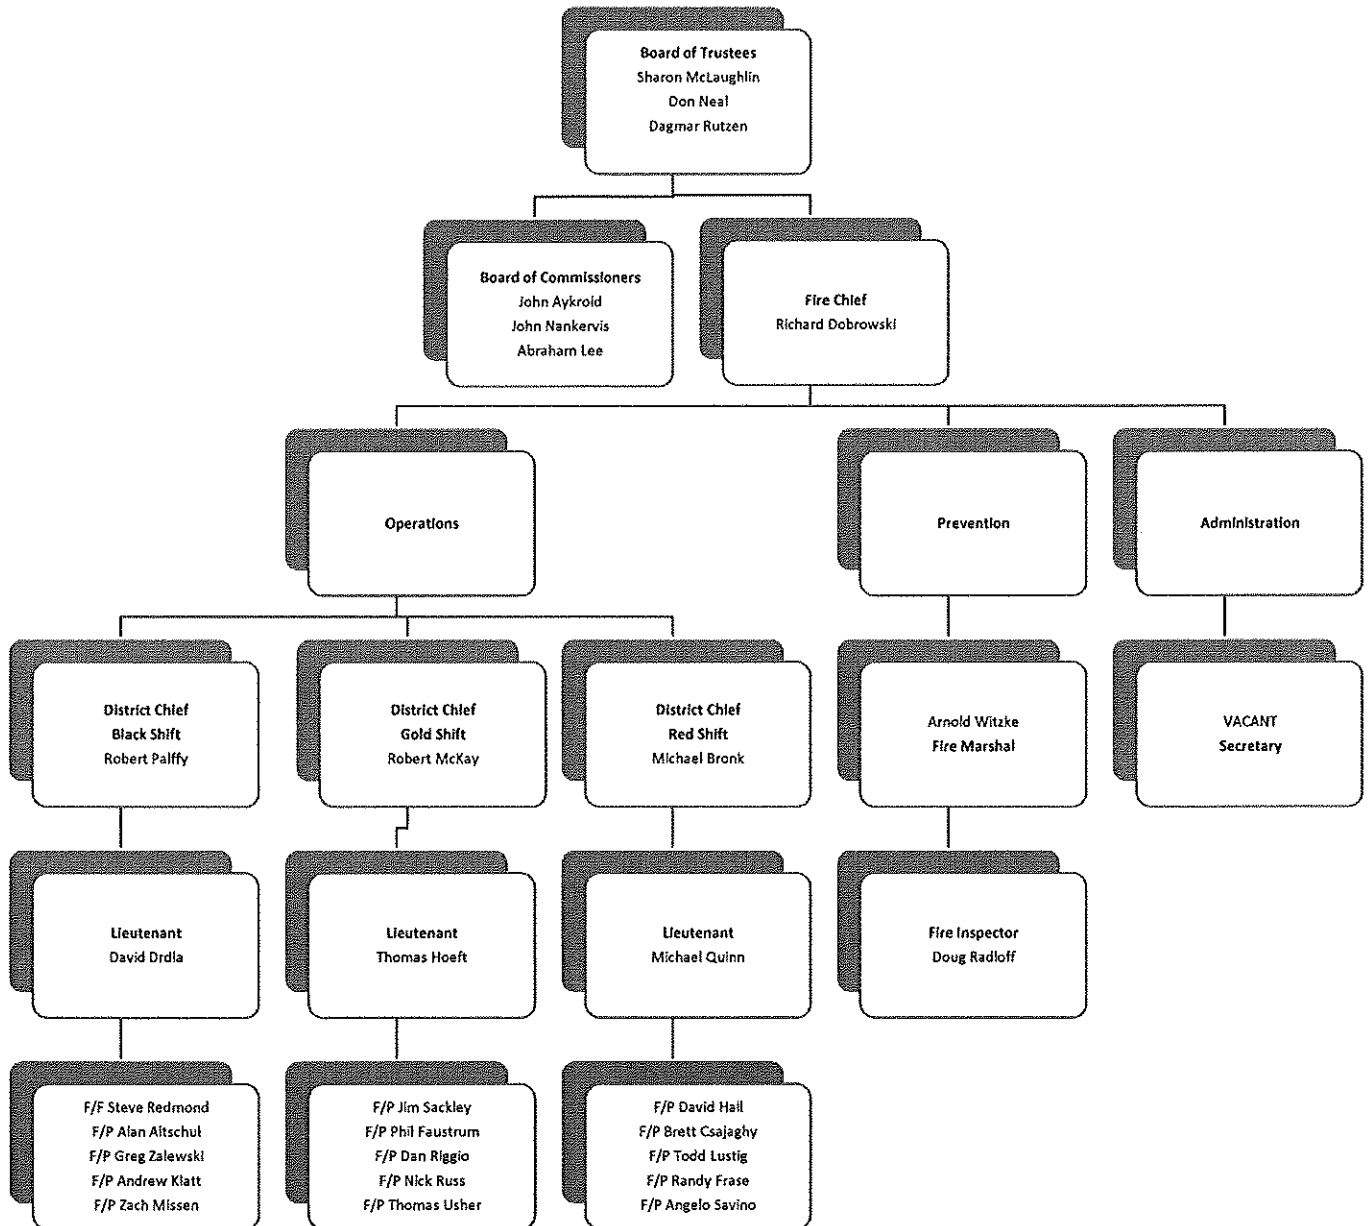 Board of Trustees
Sharon McLaughlin
Don Neal
Dagmar Rutzen
Board of Commissioners
John Aykroid
John Nankervis
Abraham Lee
Fire Chief
Richard Dobrowski
Operations
Prevention
Administration
District Chief
Black Shift
Robert Palffy
District Chief
Gold Shift
Robert McKay
District Chief
Red Shift
Michael Bronk
Arnold Witzke
Fire Marshal
VACANT
Secretary
Lieutenant
David Drdla
Lieutenant
Thomas Hoeft
Lieutenant
Michael Quinn
Fire Inspector
Doug Radloff
F/F Steve Redmond
F/P Alan Altschul
F/P Greg Zalewski
F/P Andrew Klatt
F/P Zach Missen
F/P Jim Sackley
F/P Phil Faustrum
F/P Dan Riggio
F/P Nick Russ
F/P Thomas Usher
F/P David Hall
F/P Brett Csajaghy
F/P Todd Lustig
F/P Randy Frase
F/P Angelo Savino